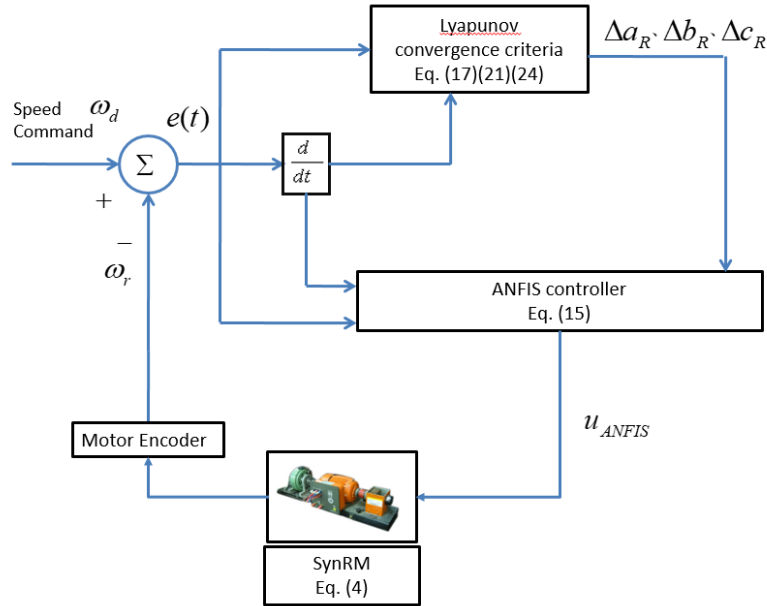 Lyapunov
convergence criteria
Eq. (17)(21)(24)
Δa_R、Δb_R、Δc_R
Speed
Command
ω_d
e(t)
Σ
d
dt
+
−
ω_r
ANFIS controller
Eq. (15)
u_ANFIS
Motor Encoder
SynRM
Eq. (4)